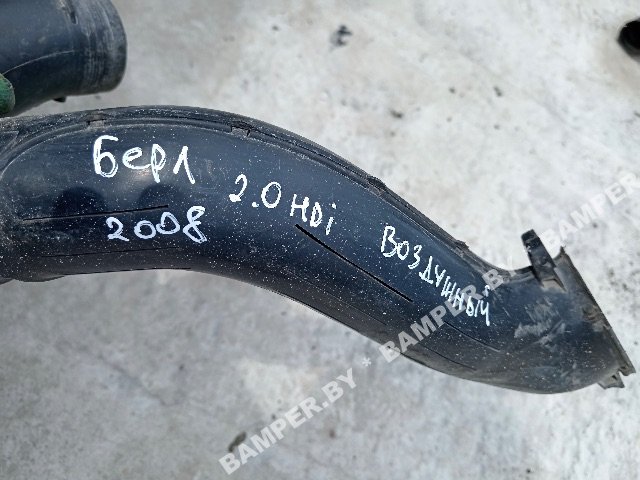 Берл 2.0 HDi Воздушный
2008
BAMPER.BY * BAMPER.BY * BAMPER.BY